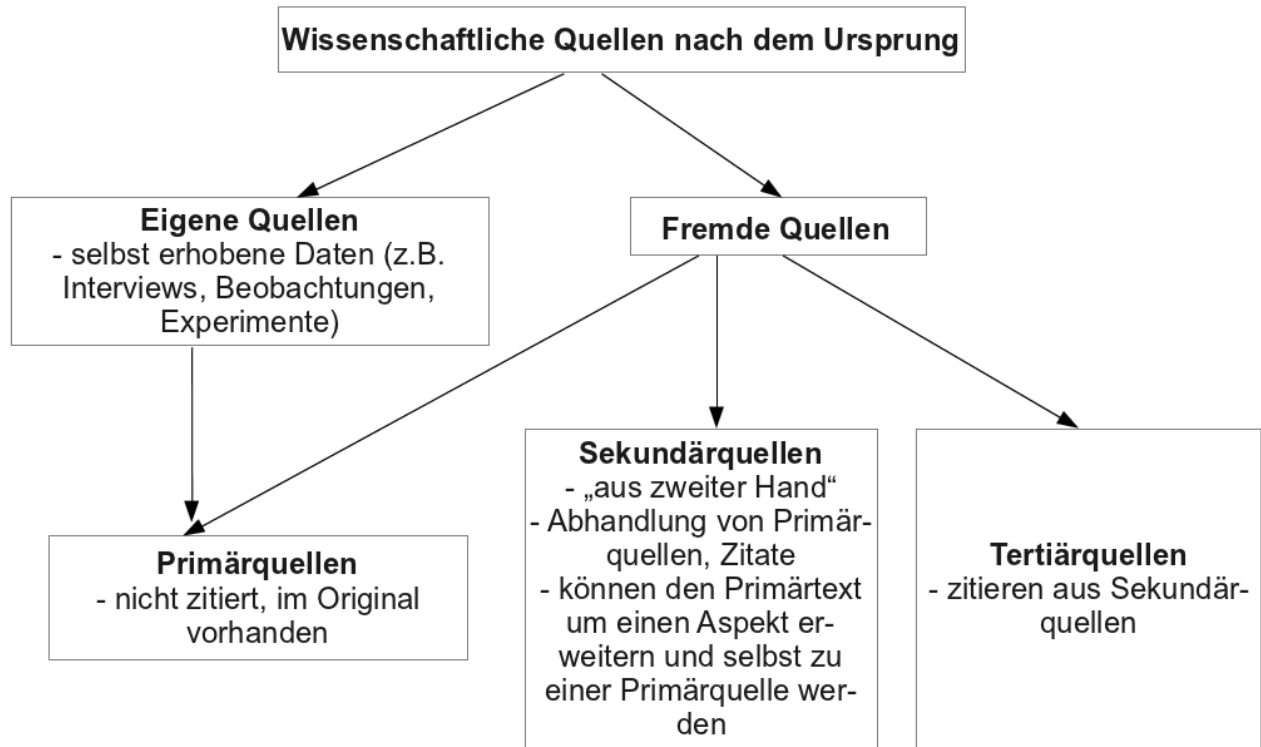 Wissenschaftliche Quellen nach dem Ursprung
Eigene Quellen
- selbst erhobene Daten (z.B.
Interviews, Beobachtungen,
Experimente)
Fremde Quellen
Primärquellen
- nicht zitiert, im Original
vorhanden
Sekundärquellen
- „aus zweiter Hand“
- Abhandlung von Primär-
quellen, Zitate
- können den Primärtext
um einen Aspekt er-
weitern und selbst zu
einer Primärquelle wer-
den
Tertiärquellen
- zitieren aus Sekundär-
quellen